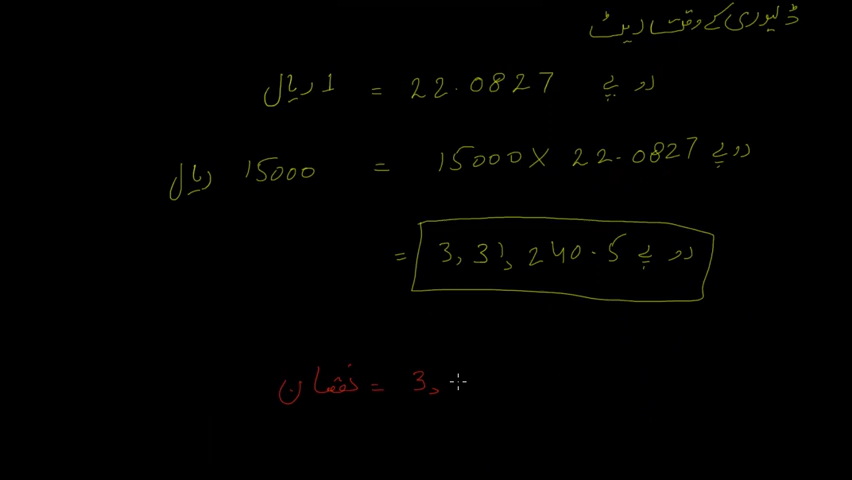 ڈلیوری کے وقت ریٹ
1 ریال = 22.0827 روپے
15000 ریال = 15000 × 22.0827 روپے
= 3,31,240.5 روپے
نقصان = 3,